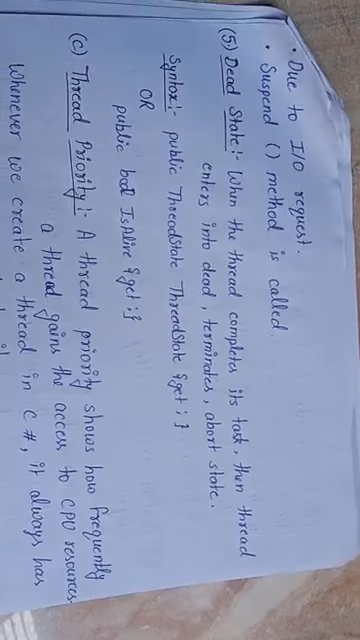 • Due to I/O request.
• Suspend () method is called.
(5) Dead State:- When the thread completes its task, then thread
enters into dead, terminates, abort state.
Syntax:- public ThreadState ThreadState {get;}
OR
public bool IsAlive {get;}
(c) Thread Priority:- A thread priority shows how frequently
a thread gains the access to CPU resources
Whenever we create a thread in C#, it always has